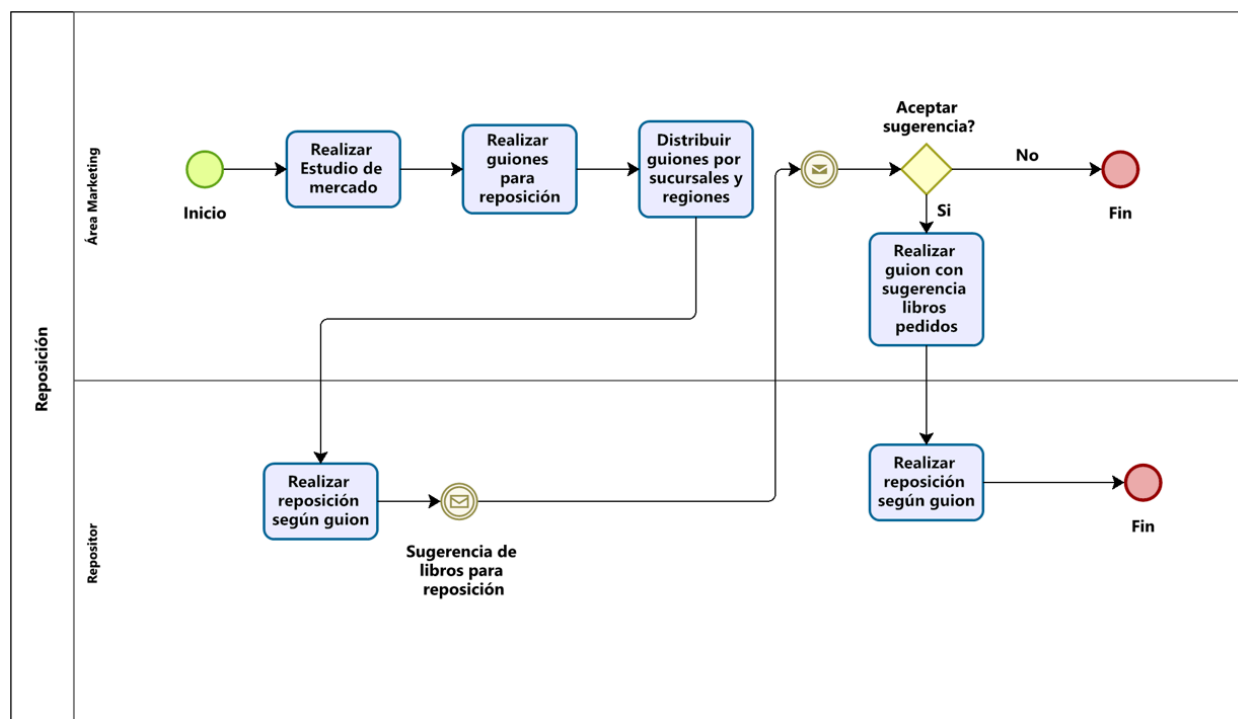 Reposición
Área Marketing
Inicio
Realizar
Estudio de
mercado
Realizar
guiones
para
reposición
Distribuir
guiones por
sucursales y
regiones
Aceptar
sugerencia?
No
Fin
Si
Realizar
guion con
sugerencia
libros
pedidos
Repositor
Realizar
reposición
según guion
Sugerencia de
libros para
reposición
Realizar
reposición
según guion
Fin